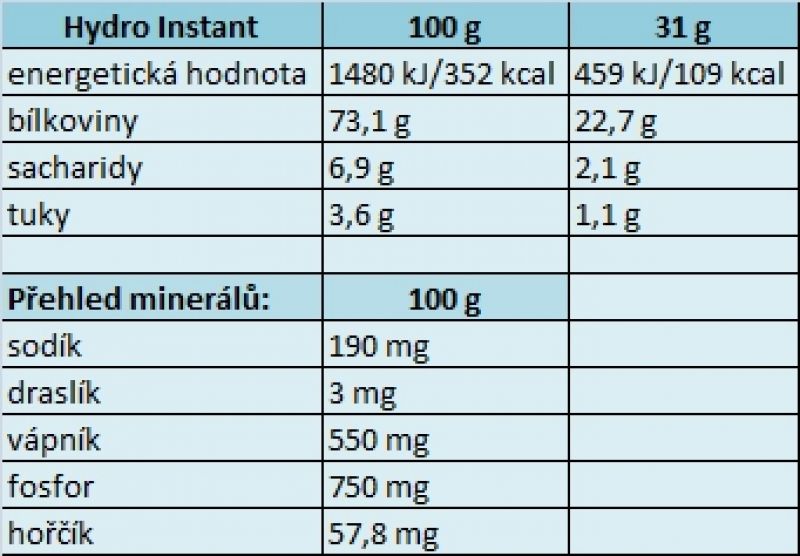 Hydro Instant 100 g 31 g
energetická hodnota 1480 kJ/352 kcal 459 kJ/109 kcal
bílkoviny 73,1 g 22,7 g
sacharidy 6,9 g 2,1 g
tuky 3,6 g 1,1 g
Přehled minerálů: 100 g
sodík 190 mg
draslík 3 mg
vápník 550 mg
fosfor 750 mg
hořčík 57,8 mg